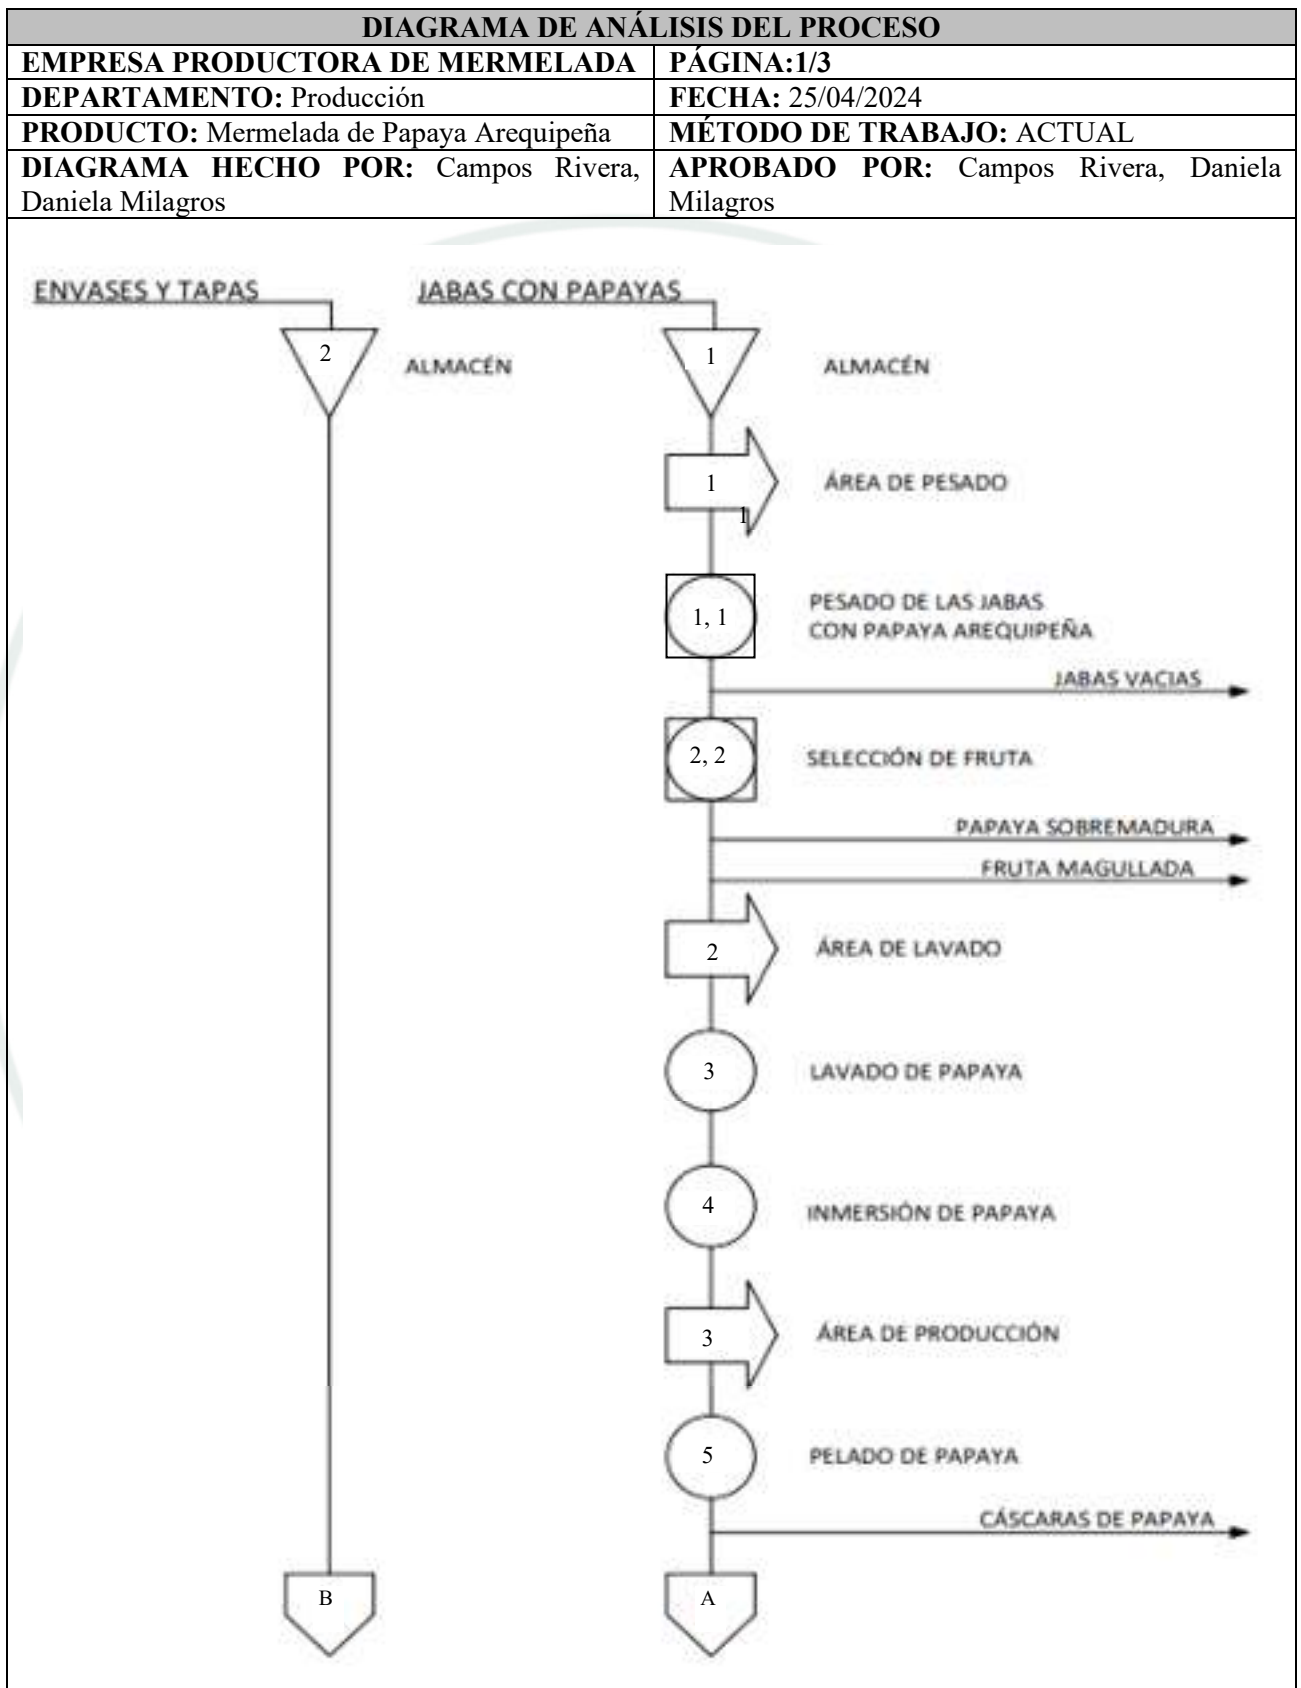 DIAGRAMA DE ANÁLISIS DEL PROCESO
EMPRESA PRODUCTORA DE MERMELADA
PÁGINA:1/3
DEPARTAMENTO: Producción
FECHA: 25/04/2024
PRODUCTO: Mermelada de Papaya Arequipeña
MÉTODO DE TRABAJO: ACTUAL
DIAGRAMA HECHO POR: Campos Rivera,
Daniela Milagros
APROBADO POR: Campos Rivera, Daniela
Milagros
ENVASES Y TAPAS
JABAS CON PAPAYAS
2
ALMACÉN
1
ALMACÉN
1
ÁREA DE PESADO
1
1, 1
PESADO DE LAS JABAS
CON PAPAYA AREQUIPEÑA
JABAS VACIAS
2, 2
SELECCIÓN DE FRUTA
PAPAYA SOBREMADURA
FRUTA MAGULLADA
2
ÁREA DE LAVADO
3
LAVADO DE PAPAYA
4
INMERSIÓN DE PAPAYA
3
ÁREA DE PRODUCCIÓN
5
PELADO DE PAPAYA
CÁSCARAS DE PAPAYA
B
A